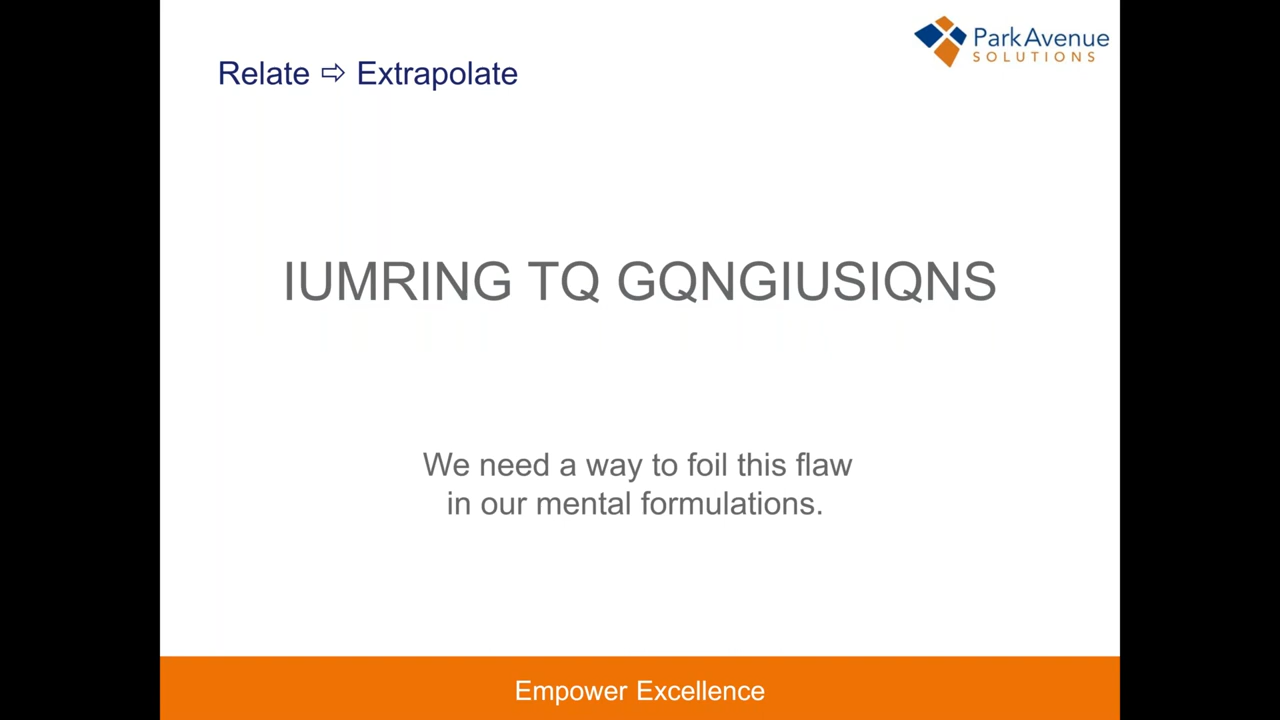 ParkAvenue
SOLUTIONS
Relate ⇨ Extrapolate
IUMRING TQ GQNGIUSIQNS
We need a way to foil this flaw
in our mental formulations.
Empower Excellence